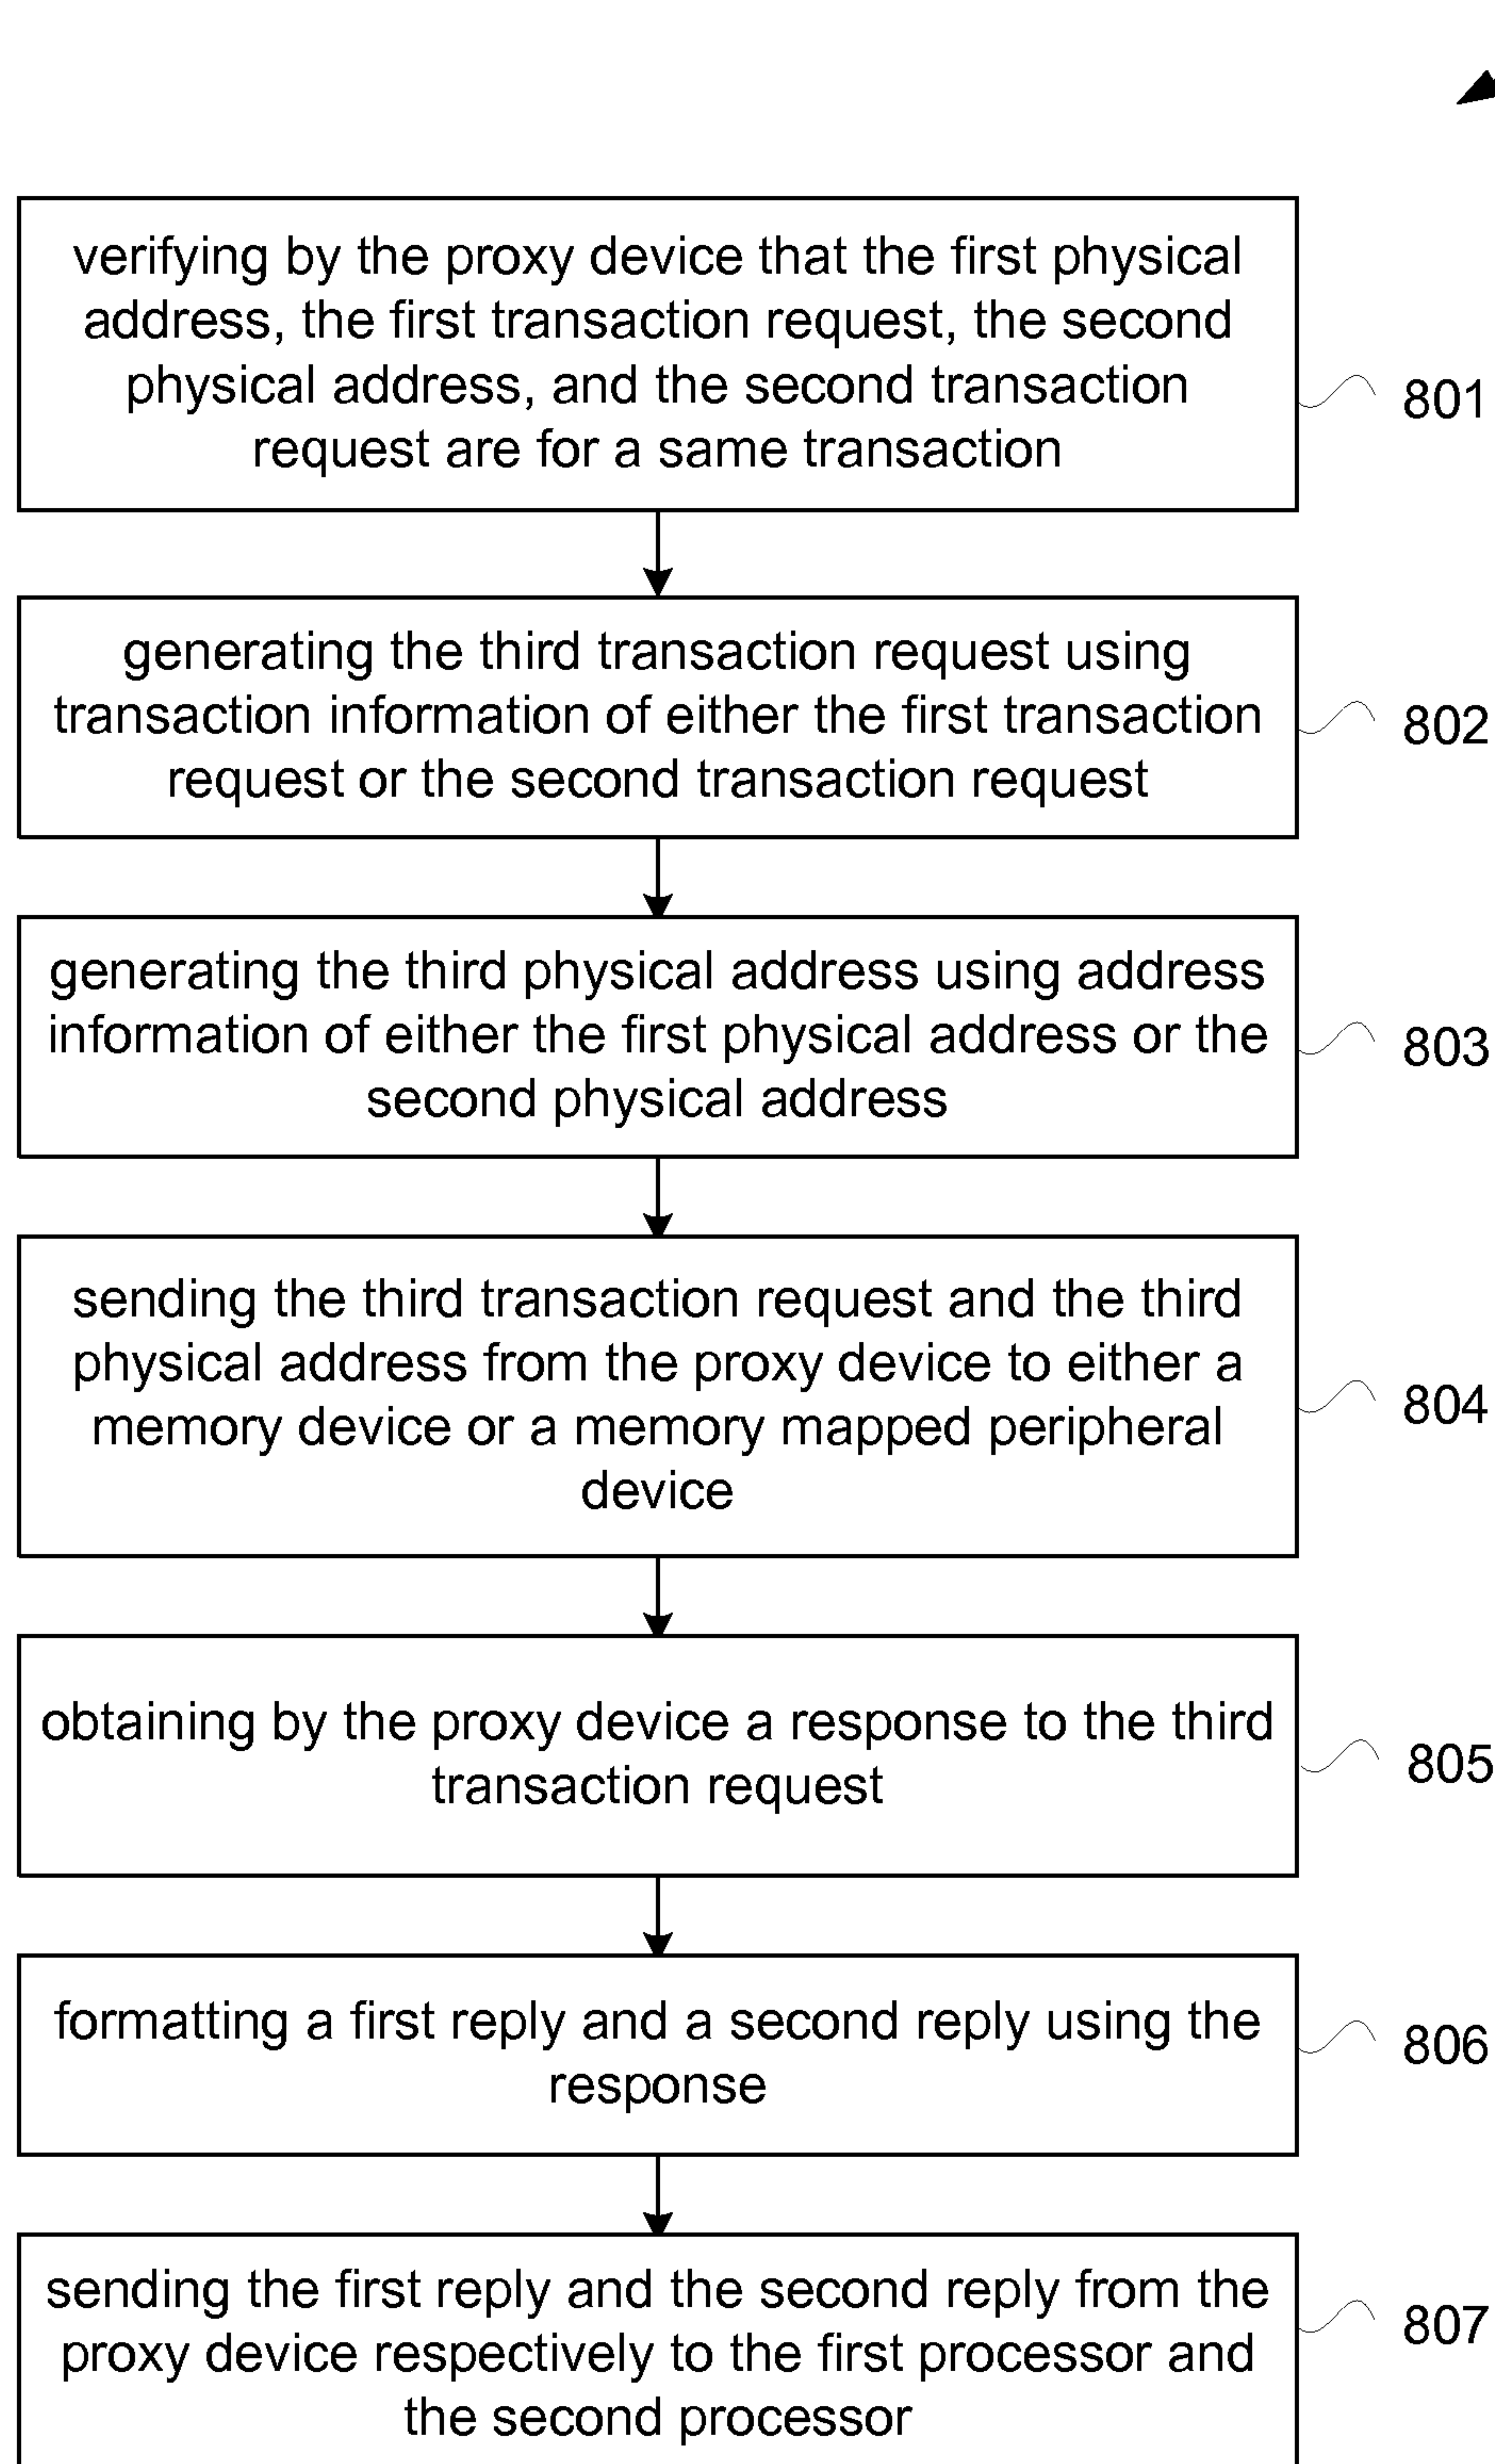 verifying by the proxy device that the first physical
address, the first transaction request, the second
physical address, and the second transaction
request are for a same transaction
801
generating the third transaction request using
transaction information of either the first transaction
request or the second transaction request
802
generating the third physical address using address
information of either the first physical address or the
second physical address
803
sending the third transaction request and the third
physical address from the proxy device to either a
memory device or a memory mapped peripheral
device
804
obtaining by the proxy device a response to the third
transaction request
805
formatting a first reply and a second reply using the
response
806
sending the first reply and the second reply from the
proxy device respectively to the first processor and
the second processor
807